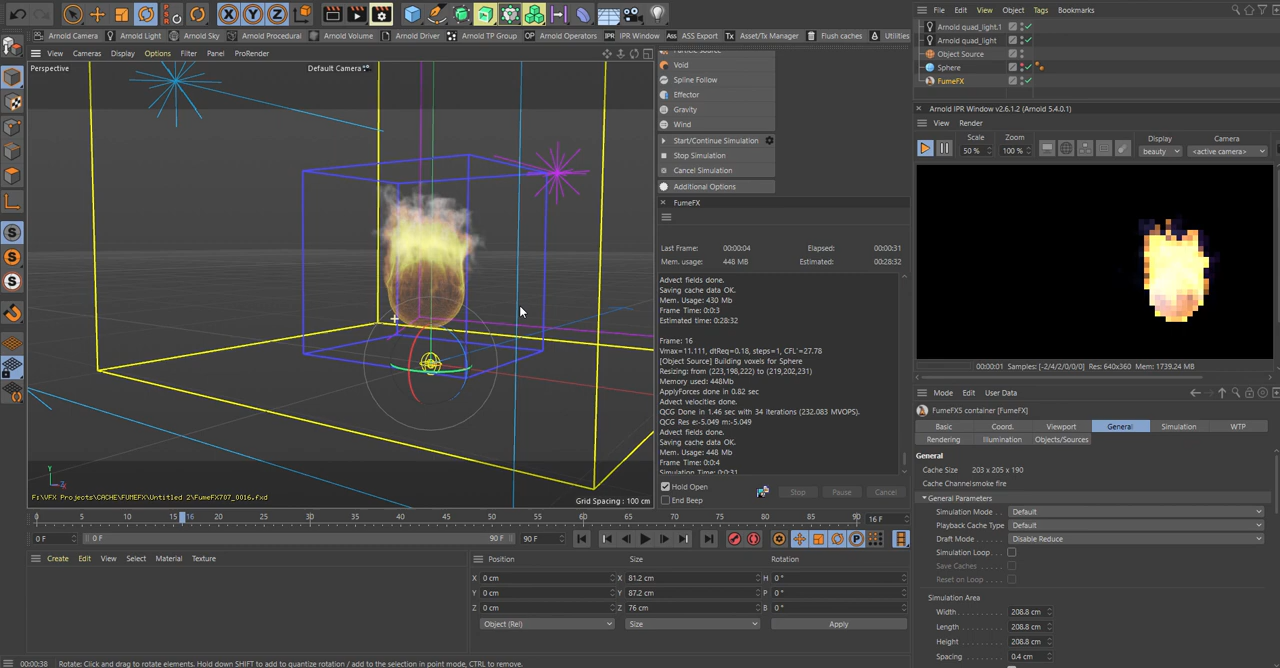 File Edit View Object Tags Bookmarks
Arnold Camera Arnold Light Arnold Sky Arnold Procedural Arnold Volume Arnold Driver Arnold TP Group Arnold Operators IPR IPR Window Ass ASS Export Tx Asset/Tx Manager Flush caches Utilities
View Cameras Display Options Filter Panel ProRender
Perspective
Default Camera
Void
Spline Follow
Effector
Gravity
Wind
Start/Continue Simulation
Stop Simulation
Cancel Simulation
Additional Options
FumeFX
Last Frame: 00:00:04 Elapsed: 00:00:31
Mem. usage: 448 MB Estimated: 00:28:32
Advect fields done.
Saving cache data OK.
Mem. Usage: 430 Mb
Frame Time: 0:0:3
Estimated time: 0:28:32
Frame: 16
Vmax=11.111, dtReq=0.18, steps=1, CFL'=27.78
[Object Source] Building voxels for Sphere
Resizing: from (223,198,222) to (219,202,231)
Memory used: 448Mb
ApplyForces done in 0.82 sec
Advect velocities done.
QCG Done in 1.46 sec with 34 iterations (232.083 MVOPS).
QCG Res e:-5.049 m:-5.049
Advect fields done.
Saving cache data OK.
Mem. Usage: 448 Mb
Frame Time: 0:0:4
Hold Open
End Beep
Stop Pause Cancel
Arnold quad_light.1
Arnold quad_light
Object Source
Sphere
FumeFX
Arnold IPR Window v2.6.1.2 (Arnold 5.4.0.1)
View Render
Scale Zoom Display Camera
50 % 100 % beauty <active camera>
00:00:01 Samples: [-2/4/2/0/0/0] Res: 640x360 Mem: 1739.24 MB
Mode Edit User Data
FumeFX5 container [FumeFX]
Basic Coord. Viewport General Simulation WTP
Rendering Illumination Objects/Sources
General
Cache Size 203 x 205 x 190
Cache Channel smoke fire
General Parameters
Simulation Mode Default
Playback Cache Type Default
Draft Mode Disable Reduce
Simulation Loop
Save Caches
Reset on Loop
Simulation Area
Width 208.8 cm
Length 208.8 cm
Height 208.8 cm
Spacing 0.4 cm
F:\VFX Projects\CACHE\FUMEFX\Untitled 2\FumeFX707_0016.fxd
Grid Spacing : 100 cm
0 5 10 15 16 20 25 30 35 40 45 50 55 60 65 70 75 80 85 90 16 F
0 F 0 F 90 F 90 F
Create Edit View Select Material Texture
Position Size Rotation
X 0 cm X 81.2 cm H 0 °
Y 0 cm Y 87.2 cm P 0 °
Z 0 cm Z 76 cm B 0 °
Object (Rel) Size Apply
00:00:38 Rotate: Click and drag to rotate elements. Hold down SHIFT to add to quantize rotation / add to the selection in point mode, CTRL to remove.